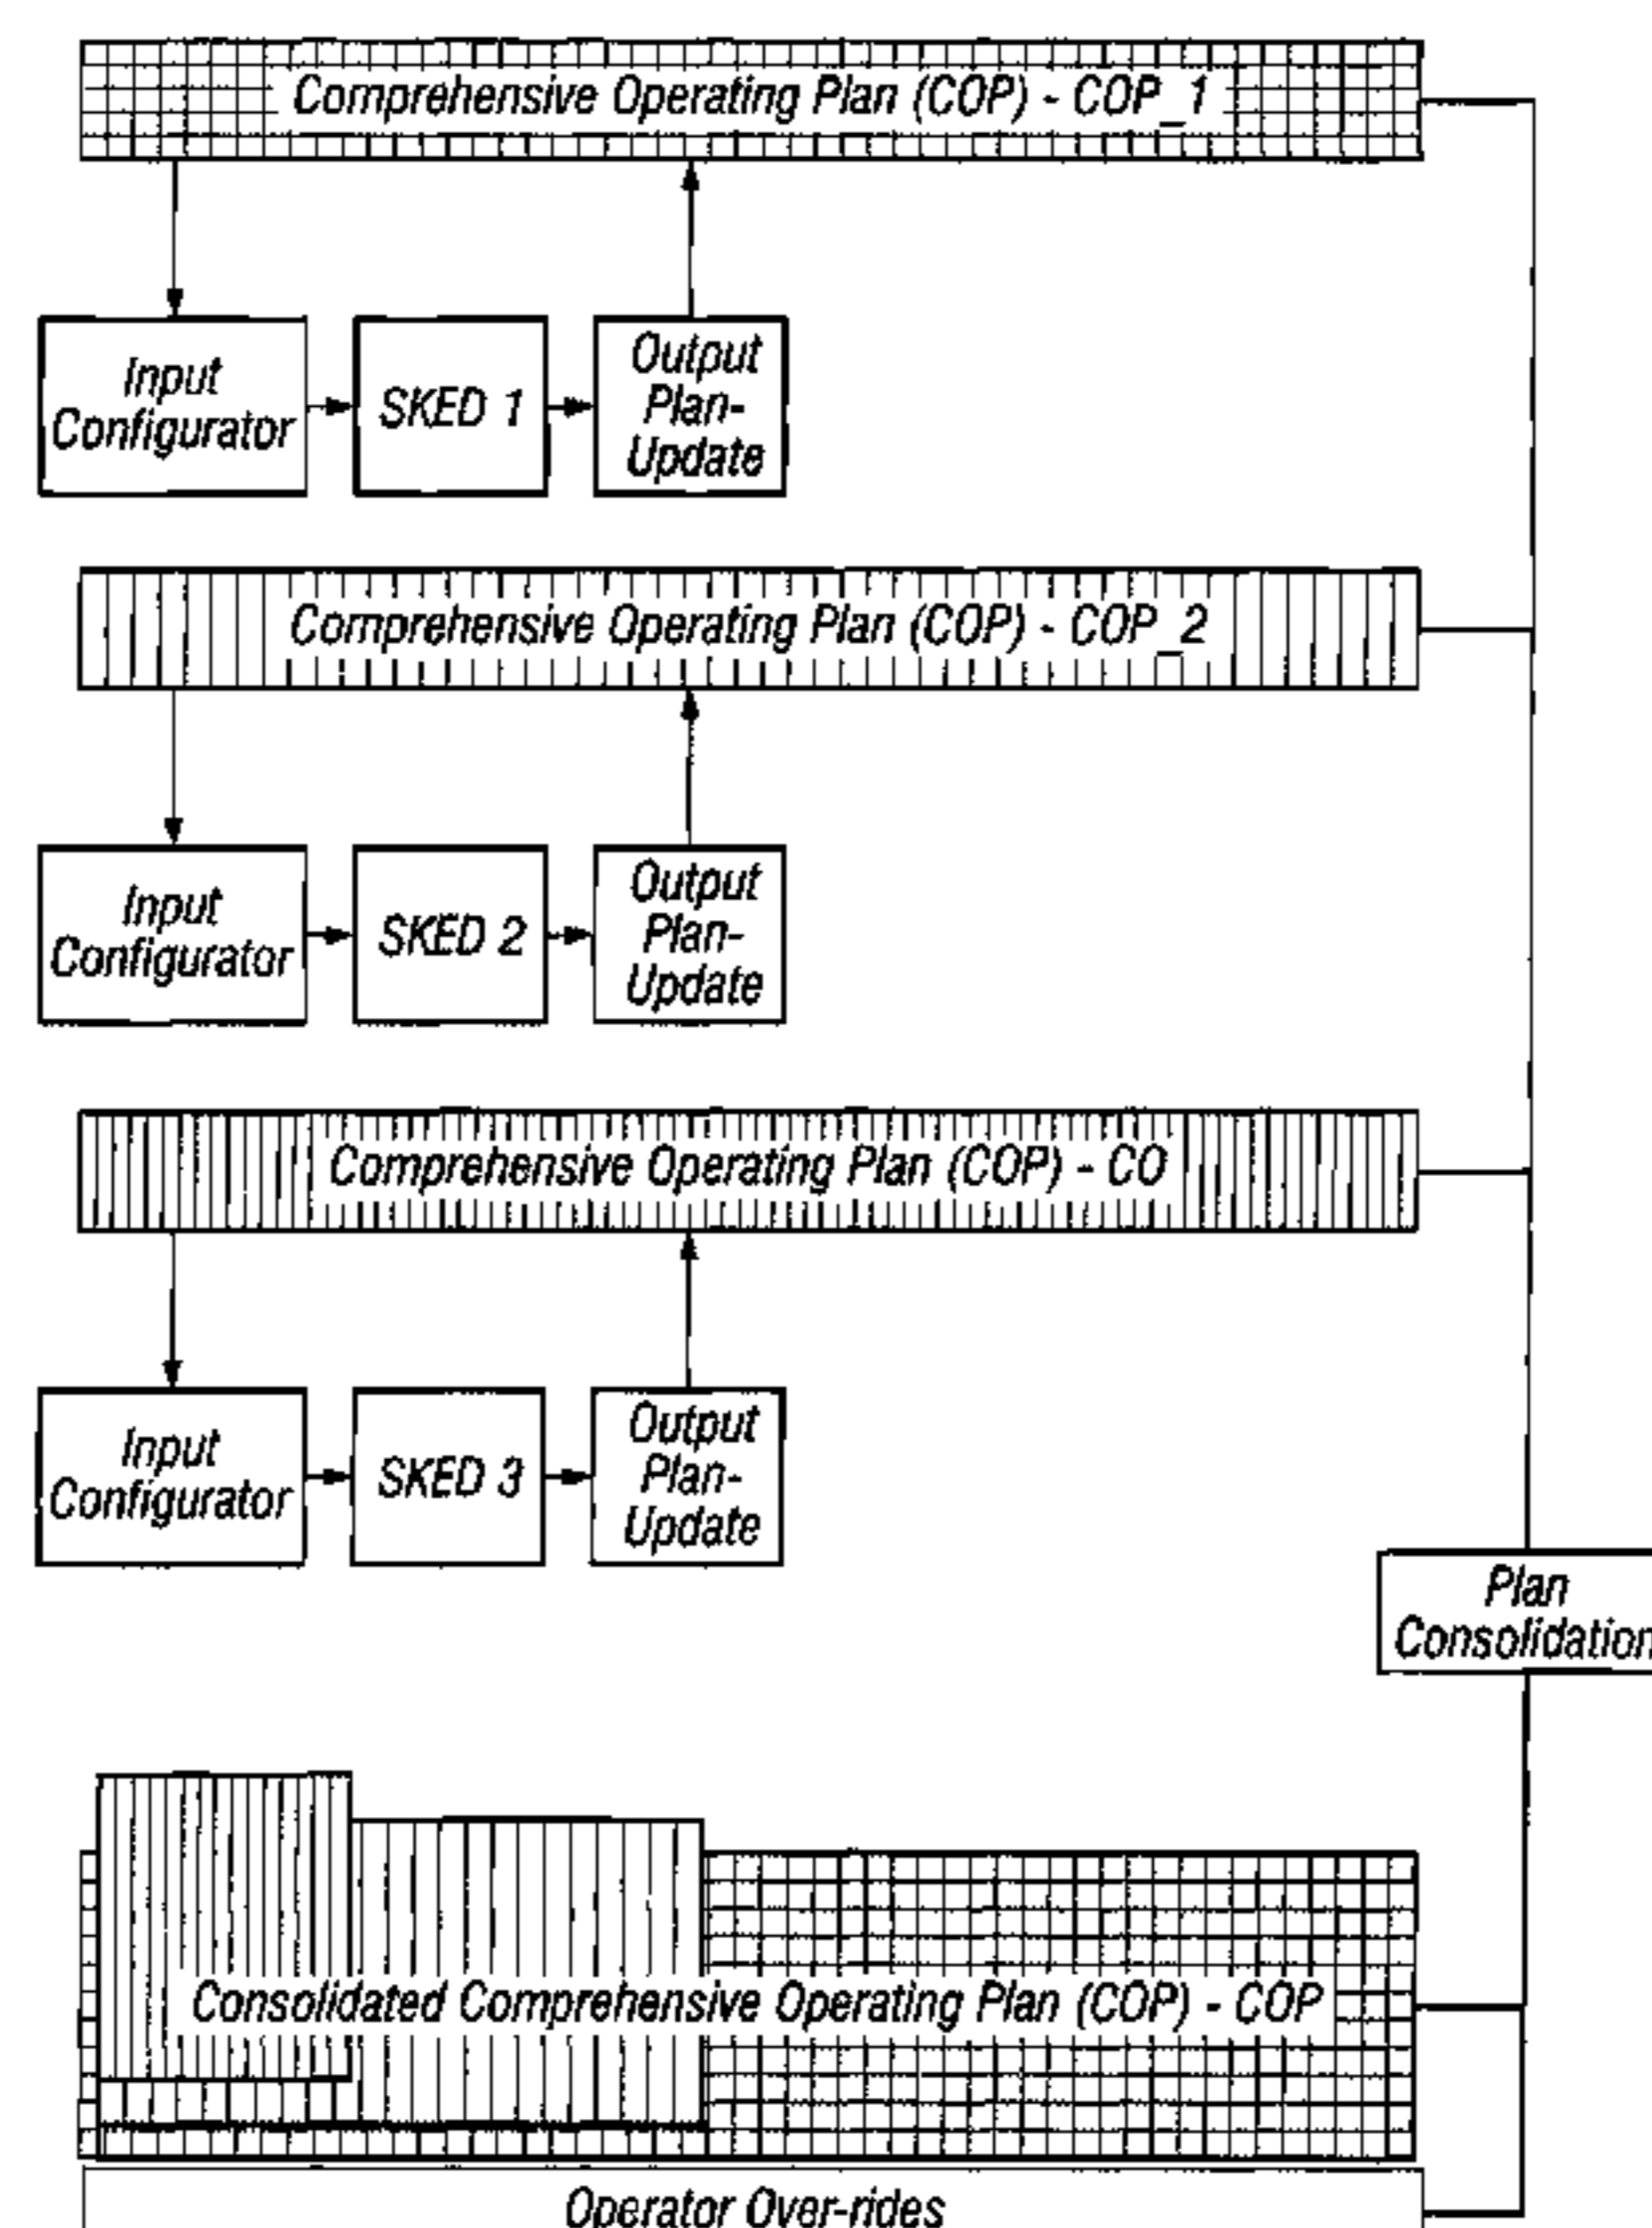 Comprehensive Operating Plan (COP) - COP_1
Input
Configurator
SKED 1
Output
Plan-
Update
Comprehensive Operating Plan (COP) - COP_2
Input
Configurator
SKED 2
Output
Plan-
Update
Comprehensive Operating Plan (COP) - CO
Input
Configurator
SKED 3
Output
Plan-
Update
Plan
Consolidation
Consolidated Comprehensive Operating Plan (COP) - COP
Operator Over-rides